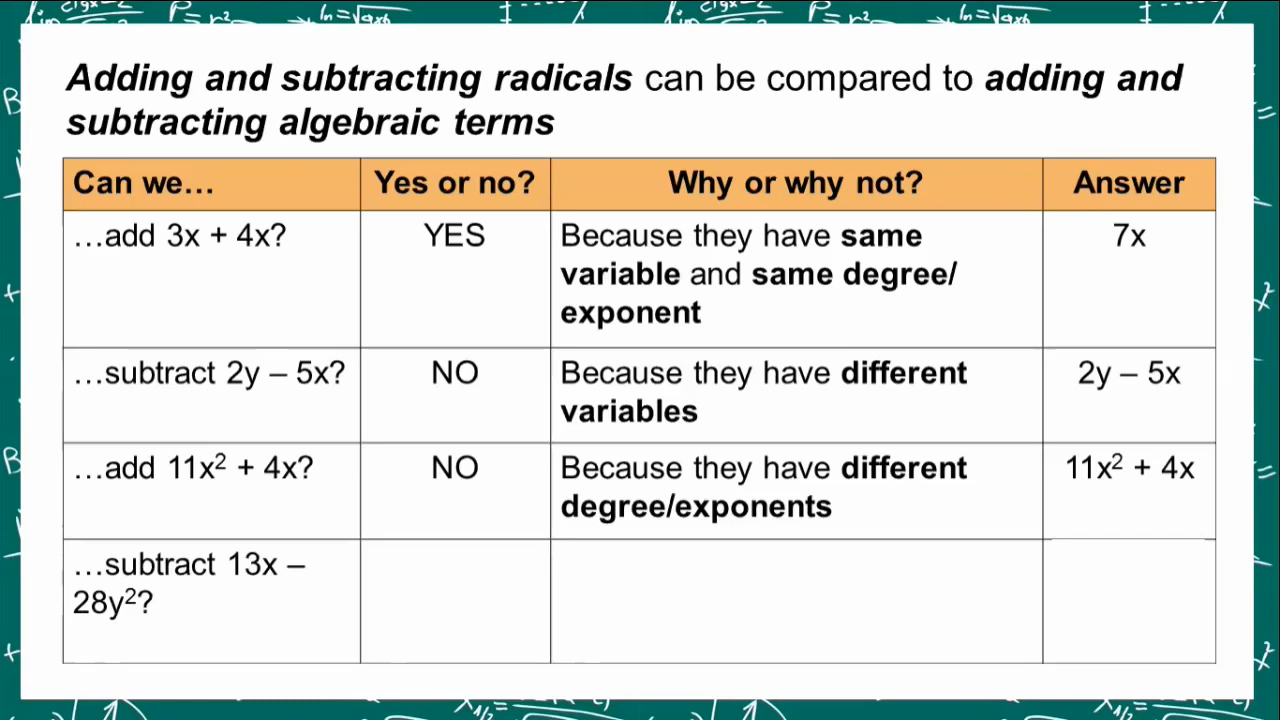 Adding and subtracting radicals can be compared to adding and
subtracting algebraic terms
Can we… Yes or no? Why or why not? Answer
…add 3x + 4x? YES Because they have same 7x
variable and same degree/
exponent
…subtract 2y – 5x? NO Because they have different 2y – 5x
variables
…add 11x² + 4x? NO Because they have different 11x² + 4x
degree/exponents
…subtract 13x –
28y²?